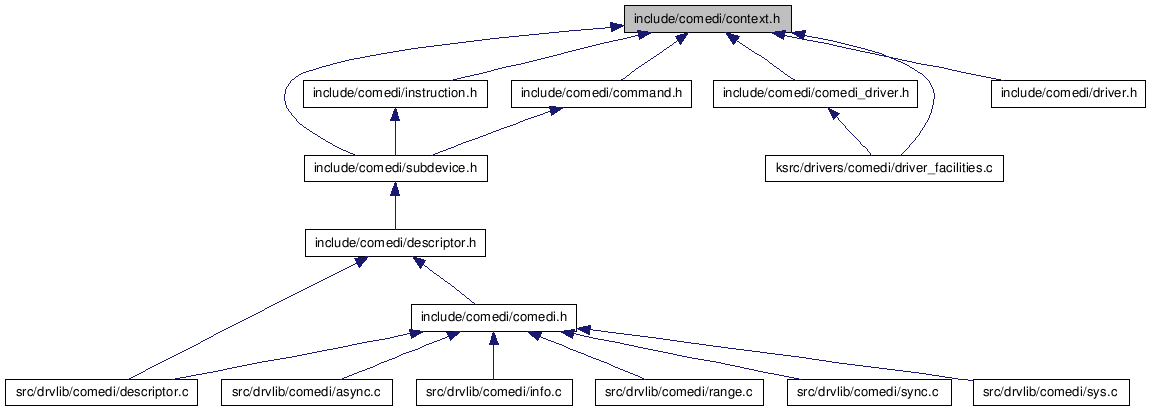 include/comedi/context.h
include/comedi/instruction.h
include/comedi/command.h
include/comedi/comedi_driver.h
include/comedi/driver.h
include/comedi/subdevice.h
ksrc/drivers/comedi/driver_facilities.c
include/comedi/descriptor.h
include/comedi/comedi.h
src/drvlib/comedi/descriptor.c
src/drvlib/comedi/async.c
src/drvlib/comedi/info.c
src/drvlib/comedi/range.c
src/drvlib/comedi/sync.c
src/drvlib/comedi/sys.c